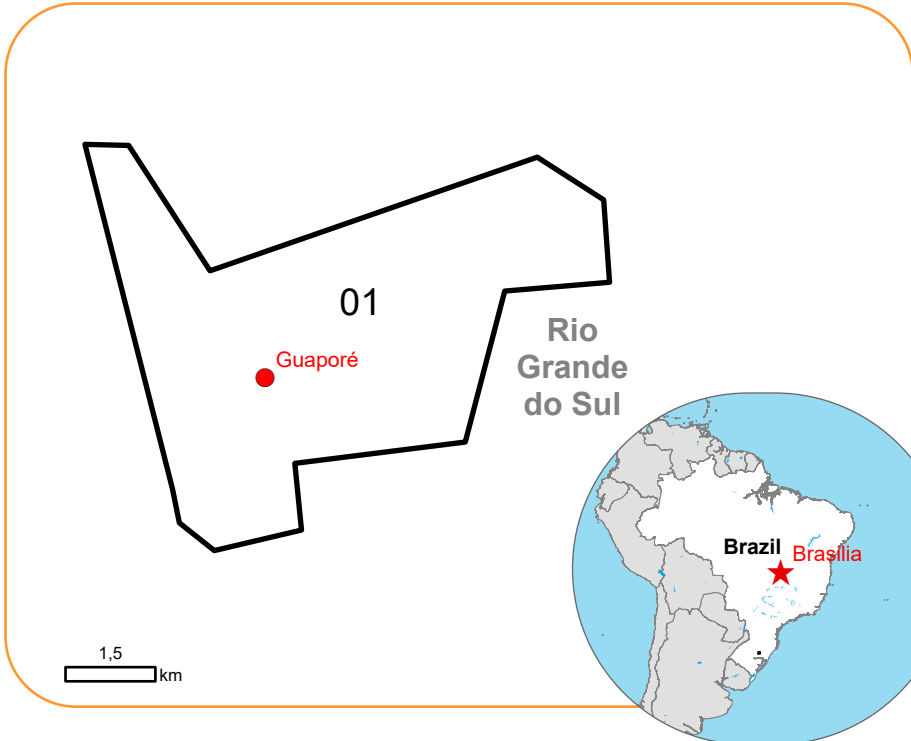 01
Guaporé
Rio
Grande
do Sul
Brazil
Brasília
1,5
km